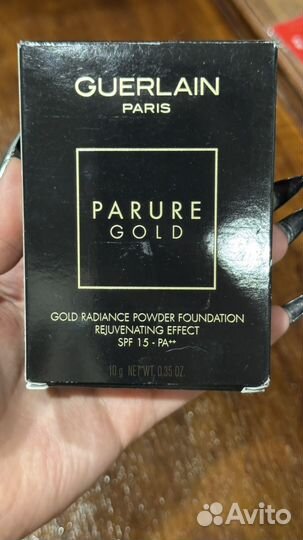 GUERLAIN
PARIS
PARURE
GOLD
GOLD RADIANCE POWDER FOUNDATION
REJUVENATING EFFECT
SPF 15 - PA++
10 g NET WT. 0.35 OZ.
Avito